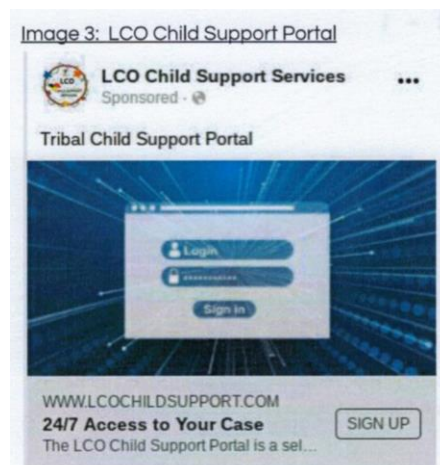 Image 3: LCO Child Support Portal
LCO
LCO Child Support Services
Sponsored ·
Tribal Child Support Portal
Login
Sign in
WWW.LCOCHILDSUPPORT.COM
24/7 Access to Your Case
SIGN UP
The LCO Child Support Portal is a sel...